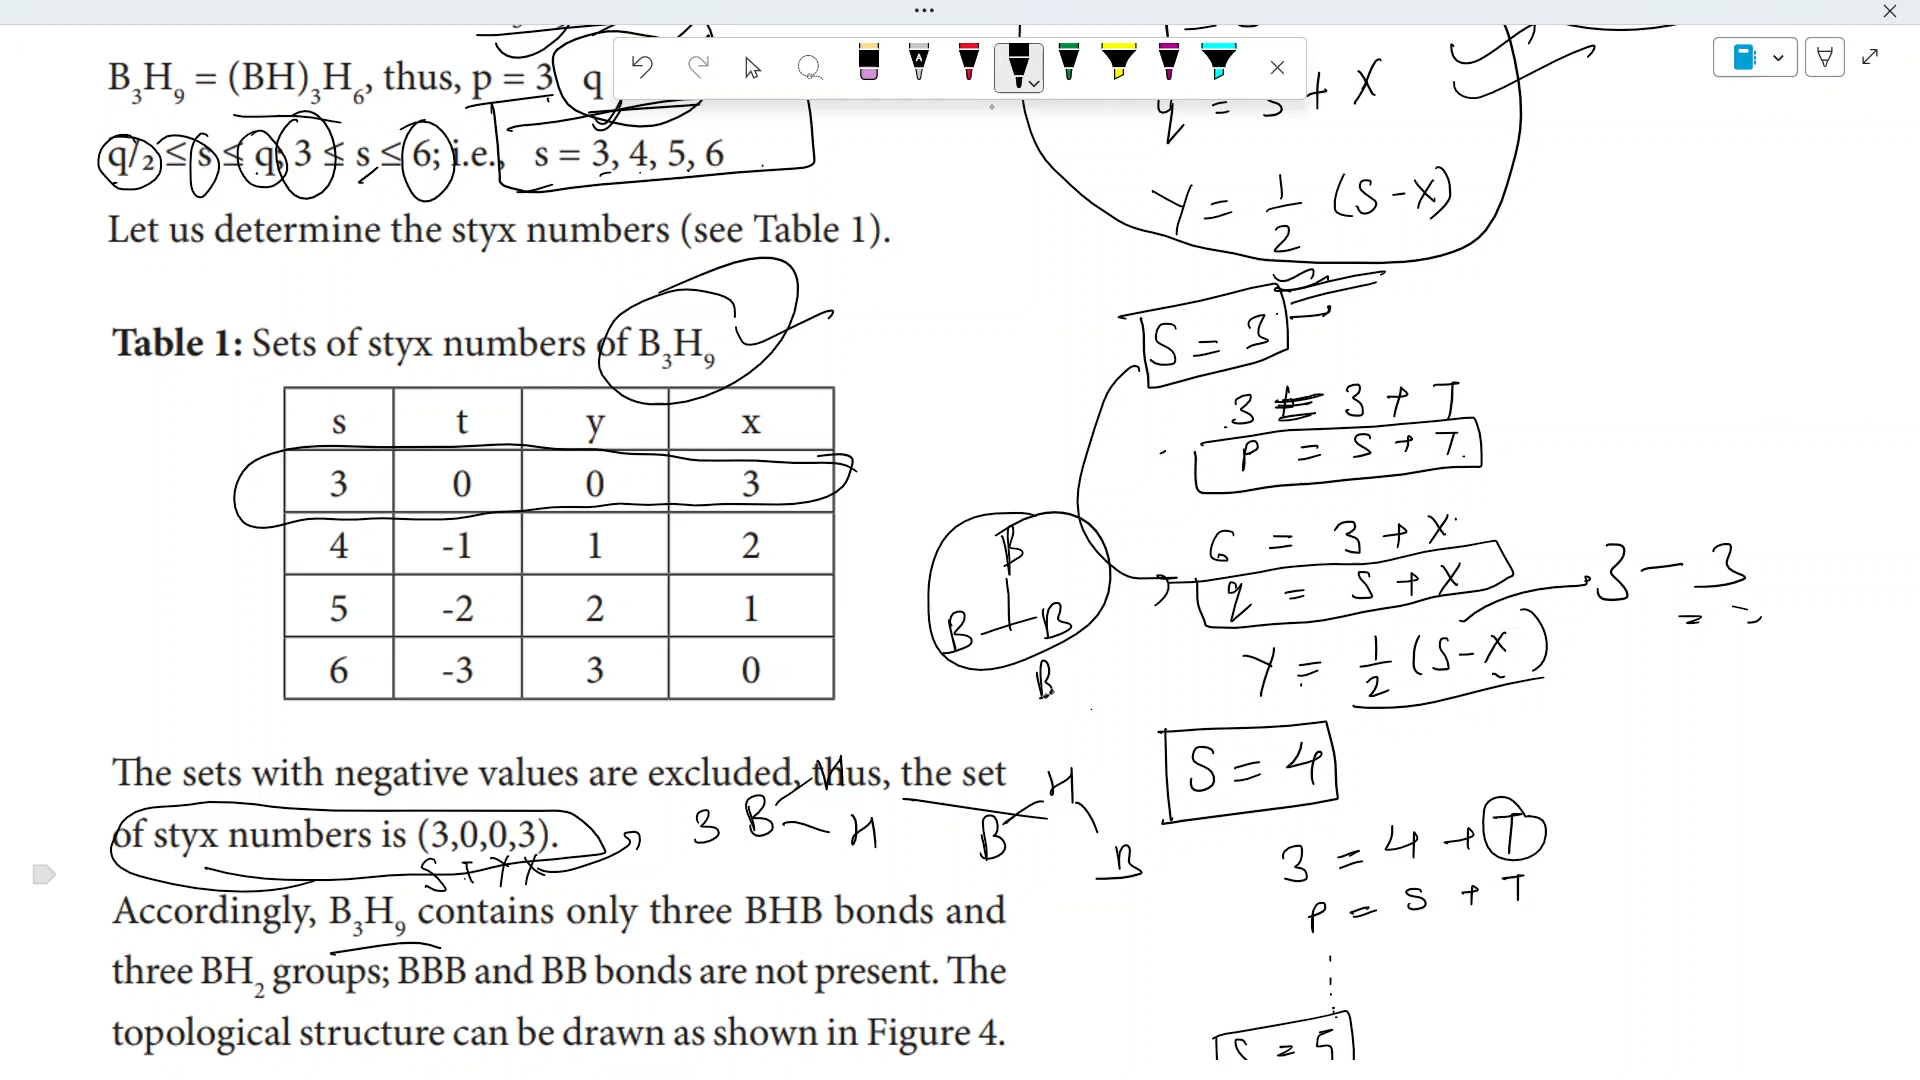 B₃H₉ = (BH)₃H₆, thus, p = 3 q
q/2 ≤ s ≤ q, 3 ≤ s ≤ 6; i.e., s = 3, 4, 5, 6
Let us determine the styx numbers (see Table 1).
Table 1: Sets of styx numbers of B₃H₉
s t y x
3 0 0 3
4 -1 1 2
5 -2 2 1
6 -3 3 0
The sets with negative values are excluded, thus, the set
of styx numbers is (3,0,0,3).
S T Y X
3 B H H
B H B
Accordingly, B₃H₉ contains only three BHB bonds and
three BH₂ groups; BBB and BB bonds are not present. The
topological structure can be drawn as shown in Figure 4.
q = S + X
Y = 1/2 (S - X)
S = 3
3 = 3 + T
P = S + T
6 = 3 + X
q = S + X
3 - 3
Y = 1/2 (S - X)
B
B B
B
S = 4
3 = 4 + T
P = S + T
S = 5